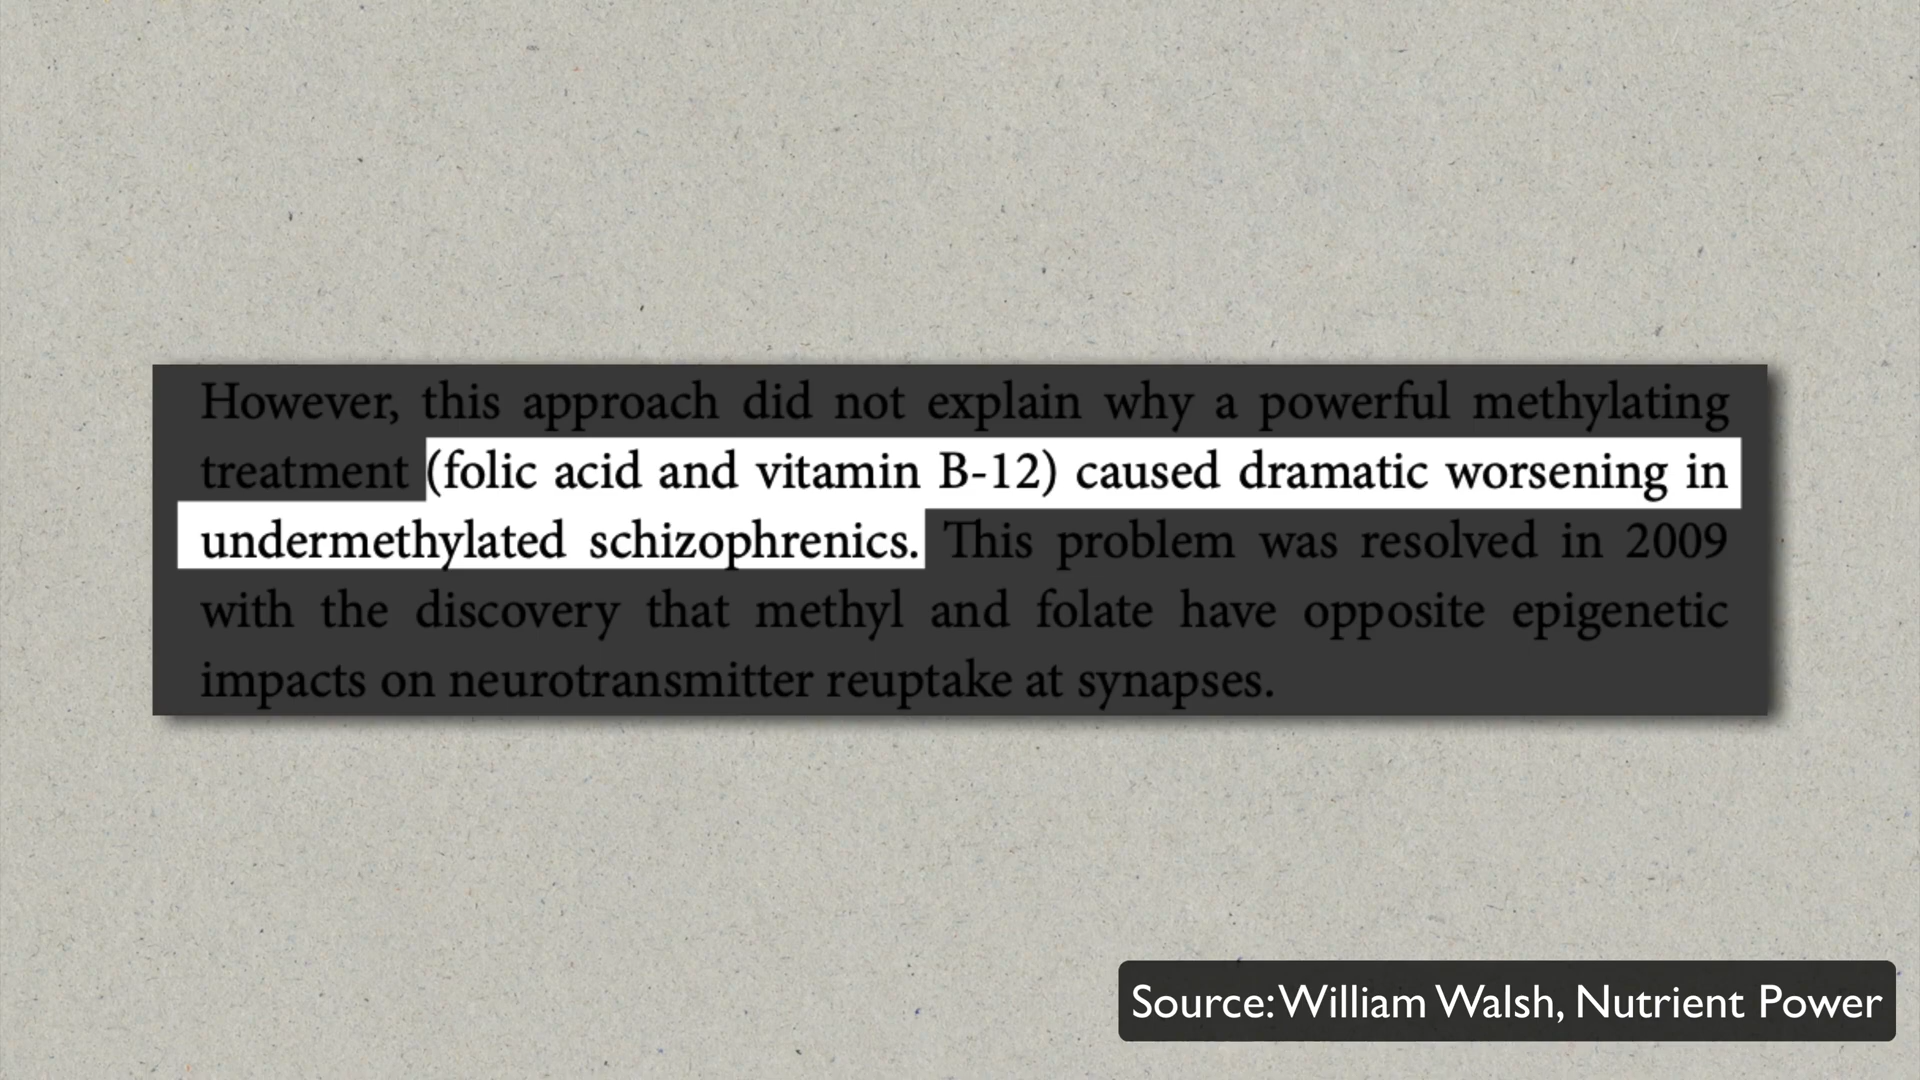 However, this approach did not explain why a powerful methylating
treatment (folic acid and vitamin B-12) caused dramatic worsening in
undermethylated schizophrenics. This problem was resolved in 2009
with the discovery that methyl and folate have opposite epigenetic
impacts on neurotransmitter reuptake at synapses.
Source: William Walsh, Nutrient Power